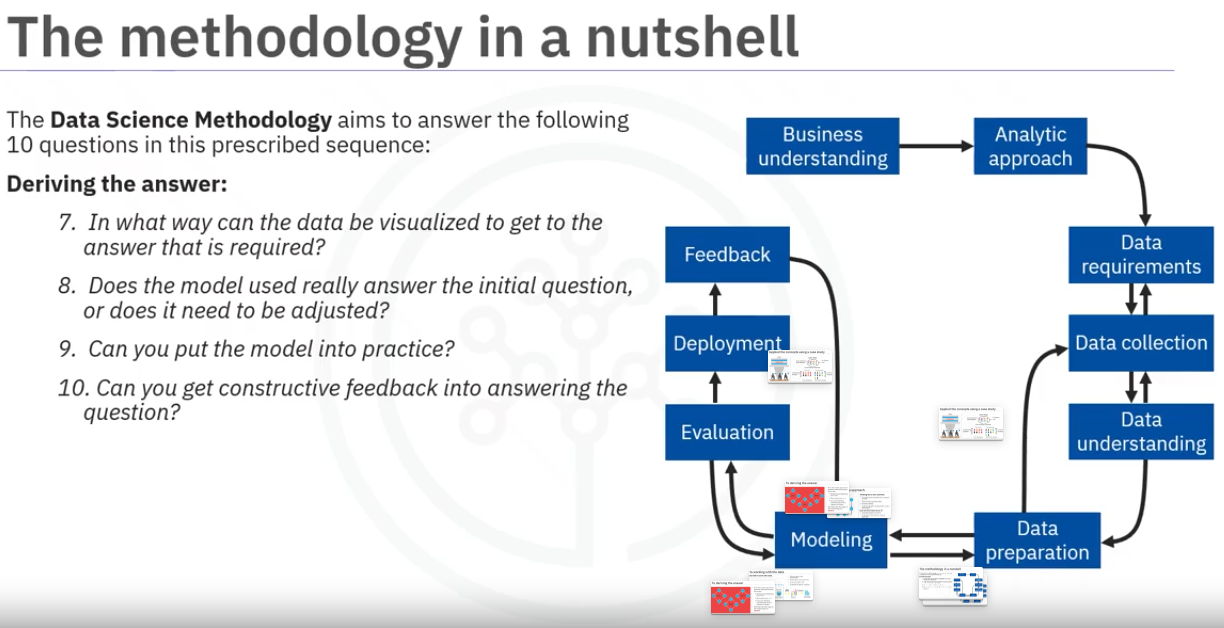 The methodology in a nutshell
The Data Science Methodology aims to answer the following
10 questions in this prescribed sequence:
Deriving the answer:
7. In what way can the data be visualized to get to the
answer that is required?
8. Does the model used really answer the initial question,
or does it need to be adjusted?
9. Can you put the model into practice?
10. Can you get constructive feedback into answering the
question?
Business
understanding
Analytic
approach
Feedback
Data
requirements
Deployment
Data collection
Evaluation
Data
understanding
Modeling
Data
preparation